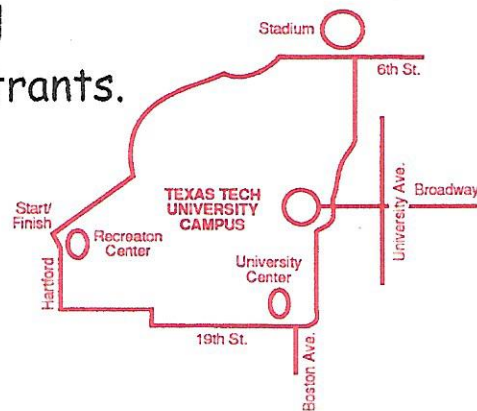 trants.
Stadium
6th St.
TEXAS TECH
UNIVERSITY
CAMPUS
Broadway
University Ave.
Start/
Finish
Recreaton
Center
University
Center
Hartford
19th St.
Boston Ave.